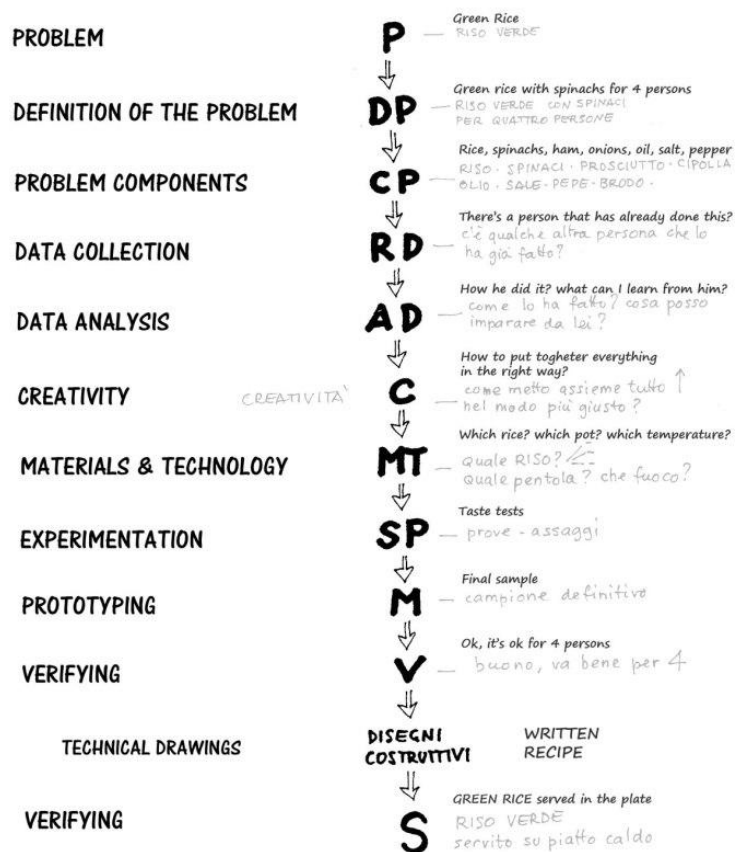 PROBLEM
P
Green Rice
RISO VERDE
DEFINITION OF THE PROBLEM
DP
Green rice with spinachs for 4 persons
RISO VERDE CON SPINACI
PER QUATTRO PERSONE
PROBLEM COMPONENTS
CP
Rice, spinachs, ham, onions, oil, salt, pepper
RISO · SPINACI · PROSCIUTTO · CIPOLLA
OLIO · SALE · PEPE · BRODO ·
DATA COLLECTION
RD
There's a person that has already done this?
c'è qualche altra persona che lo
ha già fatto?
DATA ANALYSIS
AD
How he did it? what can I learn from him?
come lo ha fatto? cosa posso
imparare da lei?
CREATIVITY
CREATIVITÀ
C
How to put togheter everything
in the right way?
come metto assieme tutto
nel modo più giusto?
MATERIALS & TECHNOLOGY
MT
Which rice? which pot? which temperature?
quale RISO?
quale pentola? che fuoco?
EXPERIMENTATION
SP
Taste tests
prove - assaggi
PROTOTYPING
M
Final sample
campione definitivo
VERIFYING
V
Ok, it's ok for 4 persons
buono, va bene per 4
TECHNICAL DRAWINGS
DISEGNI
COSTRUTTIVI
WRITTEN
RECIPE
VERIFYING
S
GREEN RICE served in the plate
RISO VERDE
servito su piatto caldo